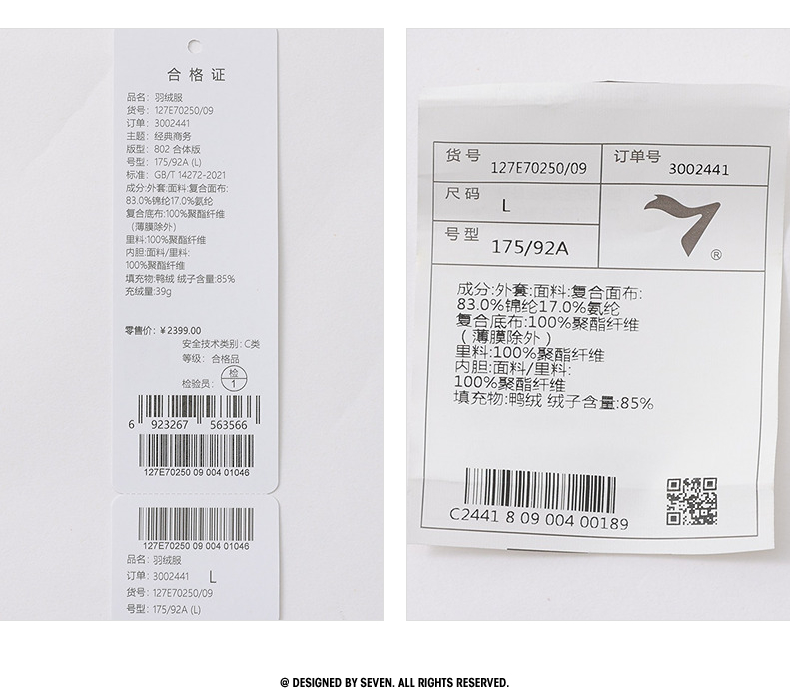 合格证
品名: 羽绒服
货号: 127E70250/09
订单: 3002441
主题: 经典商务
版型: 802 合体版
号型: 175/92A (L)
标准: GB/T 14272-2021
成分:外套:面料:复合面布:
83.0%锦纶17.0%氨纶
复合底布:100%聚酯纤维
(薄膜除外)
里料:100%聚酯纤维
内胆:面料/里料:
100%聚酯纤维
填充物:鸭绒 绒子含量:85%
充绒量:39g
零售价: ¥2399.00
安全技术类别: C类
等级: 合格品
检验员: 检 1
6 923267 563566
127E70250 09 004 01046
127E70250 09 004 01046
品名: 羽绒服
订单: 3002441 L
货号: 127E70250/09
号型: 175/92A (L)
货号 127E70250/09 订单号 3002441
尺码 L
号型 175/92A
®
成分:外套:面料:复合面布:
83.0%锦纶17.0%氨纶
复合底布:100%聚酯纤维
(薄膜除外)
里料:100%聚酯纤维
内胆:面料/里料:
100%聚酯纤维
填充物:鸭绒 绒子含量:85%
C2441 8 09 004 00189
@ DESIGNED BY SEVEN. ALL RIGHTS RESERVED.